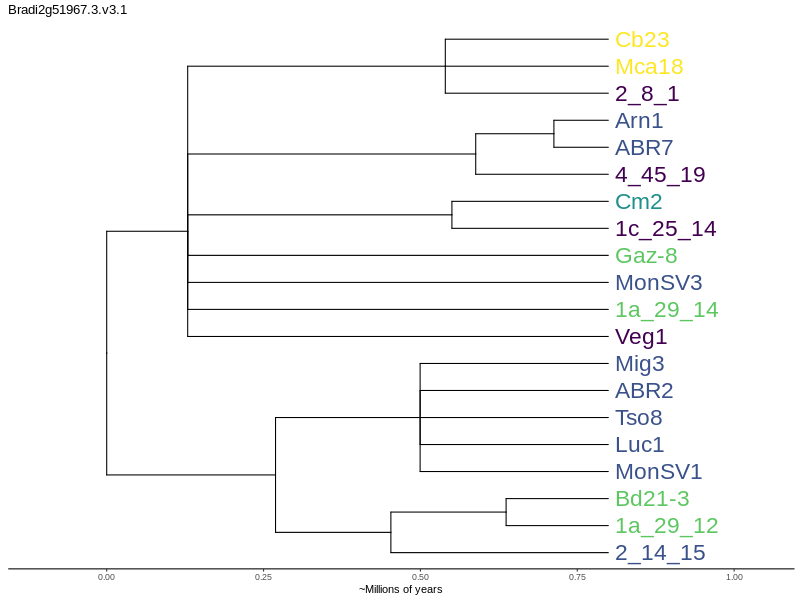 Bradi2g51967.3.v3.1
Cb23
Mca18
2_8_1
Arn1
ABR7
4_45_19
Cm2
1c_25_14
Gaz-8
MonSV3
1a_29_14
Veg1
Mig3
ABR2
Tso8
Luc1
MonSV1
Bd21-3
1a_29_12
2_14_15
0.00 0.25 0.50 0.75 1.00
~Millions of years